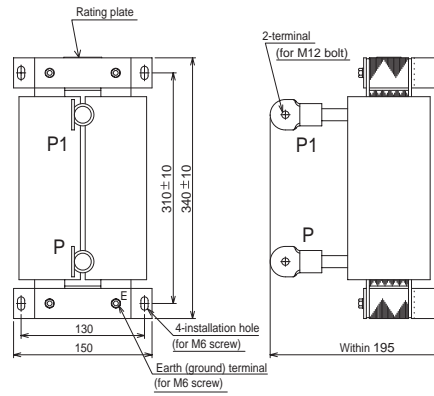 Rating plate
2-terminal
(for M12 bolt)
P1
P1
310±10
340±10
P
P
E
130
4-installation hole
(for M6 screw)
150
Within 195
Earth (ground) terminal
(for M6 screw)